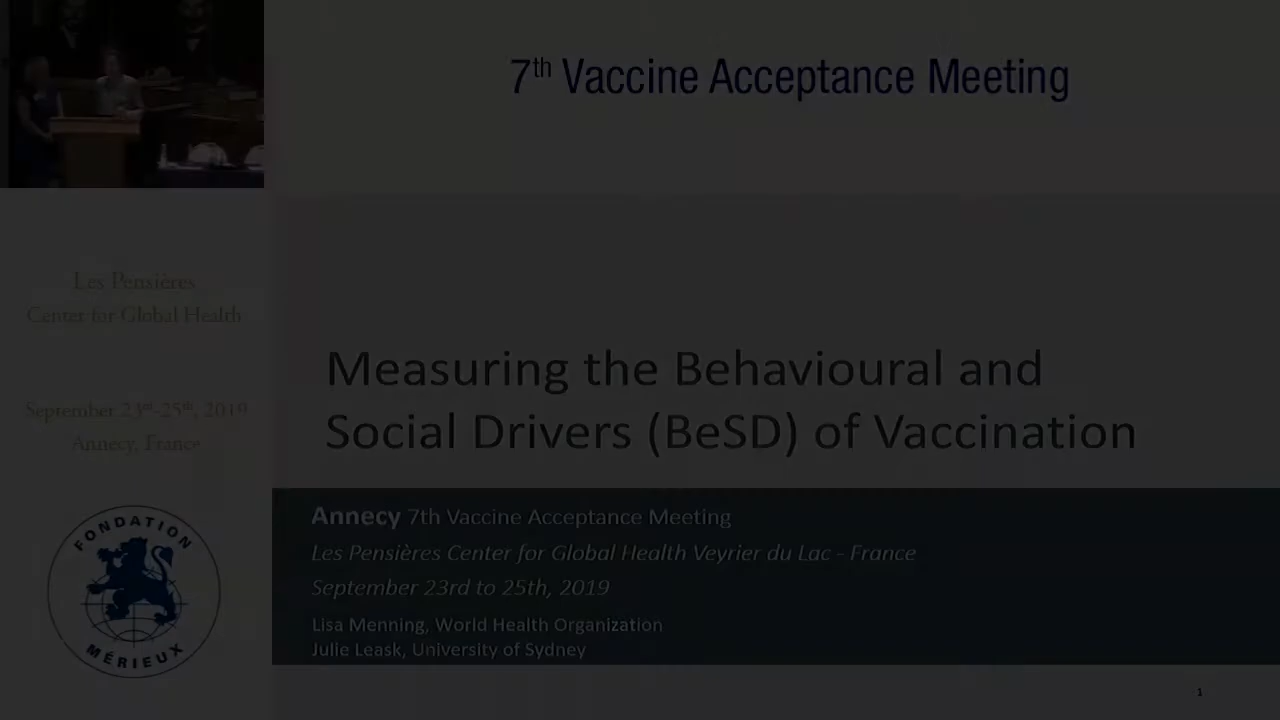 7th Vaccine Acceptance Meeting
Les Pensières
Center for Global Health
September 23rd-25th, 2019
Annecy, France
FONDATION
MÉRIEUX
Measuring the Behavioural and
Social Drivers (BeSD) of Vaccination
Annecy 7th Vaccine Acceptance Meeting
Les Pensières Center for Global Health Veyrier du Lac - France
September 23rd to 25th, 2019
Lisa Menning, World Health Organization
Julie Leask, University of Sydney
1